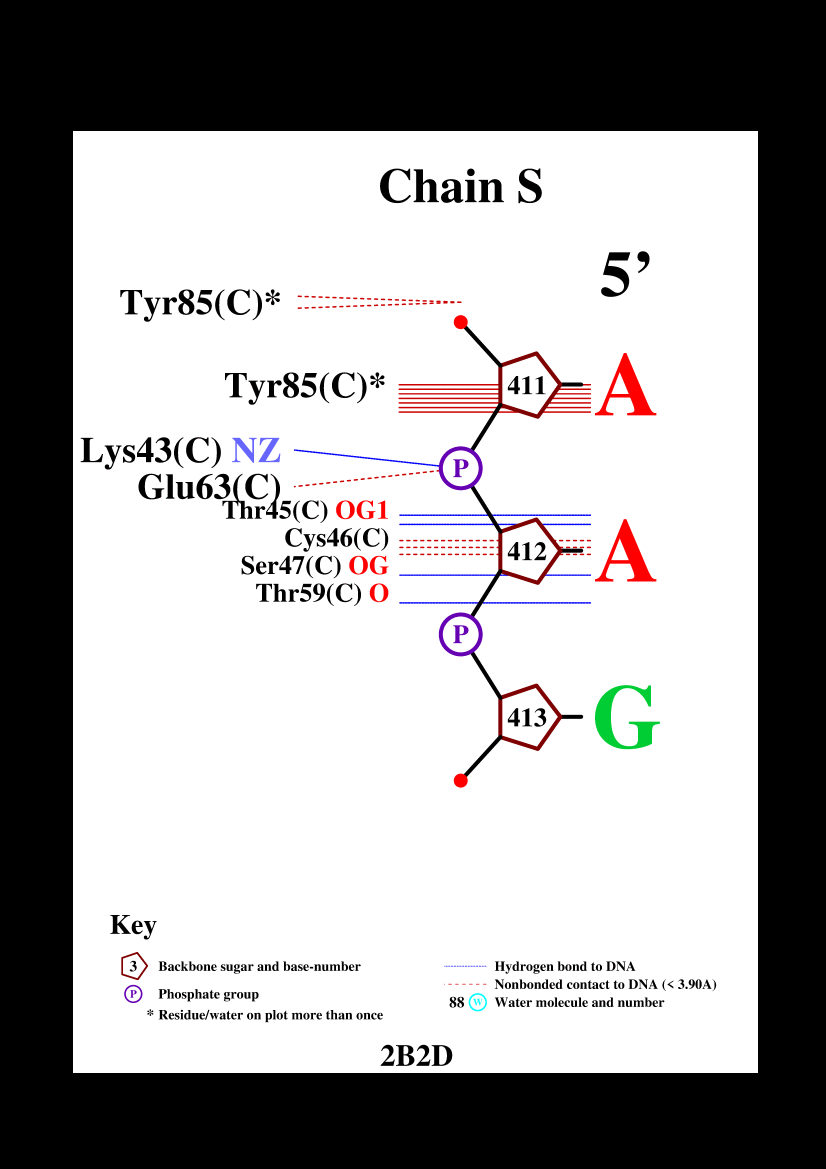 Chain S
5’
Tyr85(C)*
Tyr85(C)*
411
A
Lys43(C) NZ
P
Glu63(C)
Thr45(C) OG1
Cys46(C)
412
A
Ser47(C) OG
Thr59(C) O
P
413
G
Key
3 Backbone sugar and base-number
P Phosphate group
* Residue/water on plot more than once
Hydrogen bond to DNA
Nonbonded contact to DNA (< 3.90A)
88 W Water molecule and number
2B2D